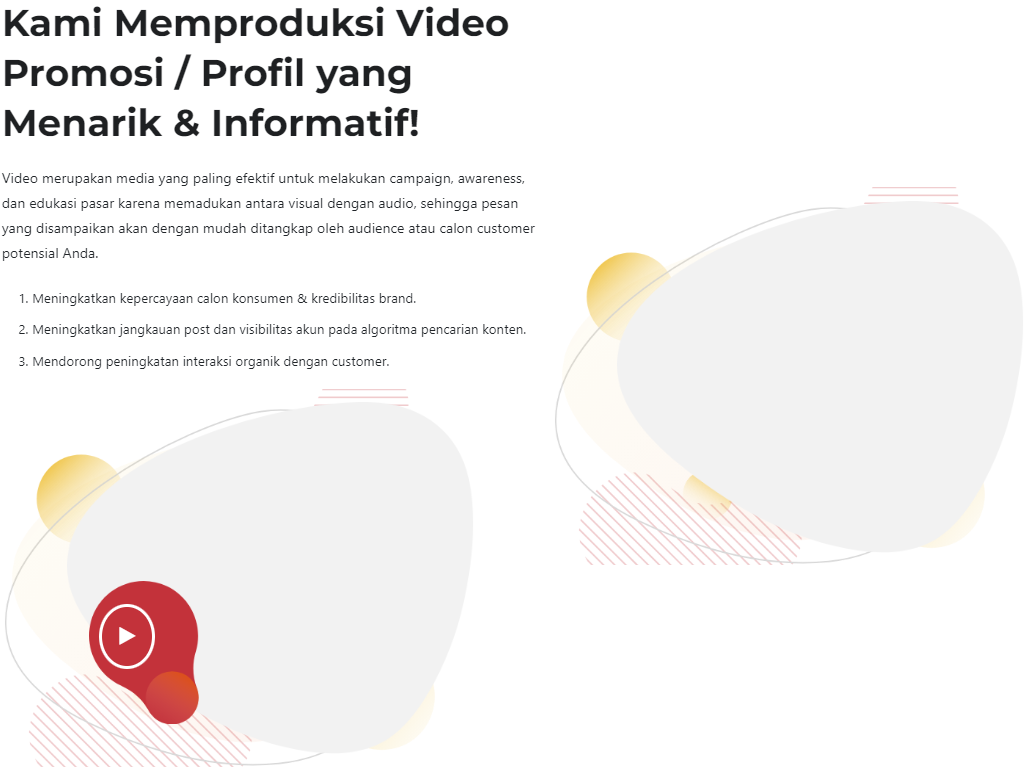 Kami Memproduksi Video
Promosi / Profil yang
Menarik & Informatif!
Video merupakan media yang paling efektif untuk melakukan campaign, awareness,
dan edukasi pasar karena memadukan antara visual dengan audio, sehingga pesan
yang disampaikan akan dengan mudah ditangkap oleh audience atau calon customer
potensial Anda.
1. Meningkatkan kepercayaan calon konsumen & kredibilitas brand.
2. Meningkatkan jangkauan post dan visibilitas akun pada algoritma pencarian konten.
3. Mendorong peningkatan interaksi organik dengan customer.